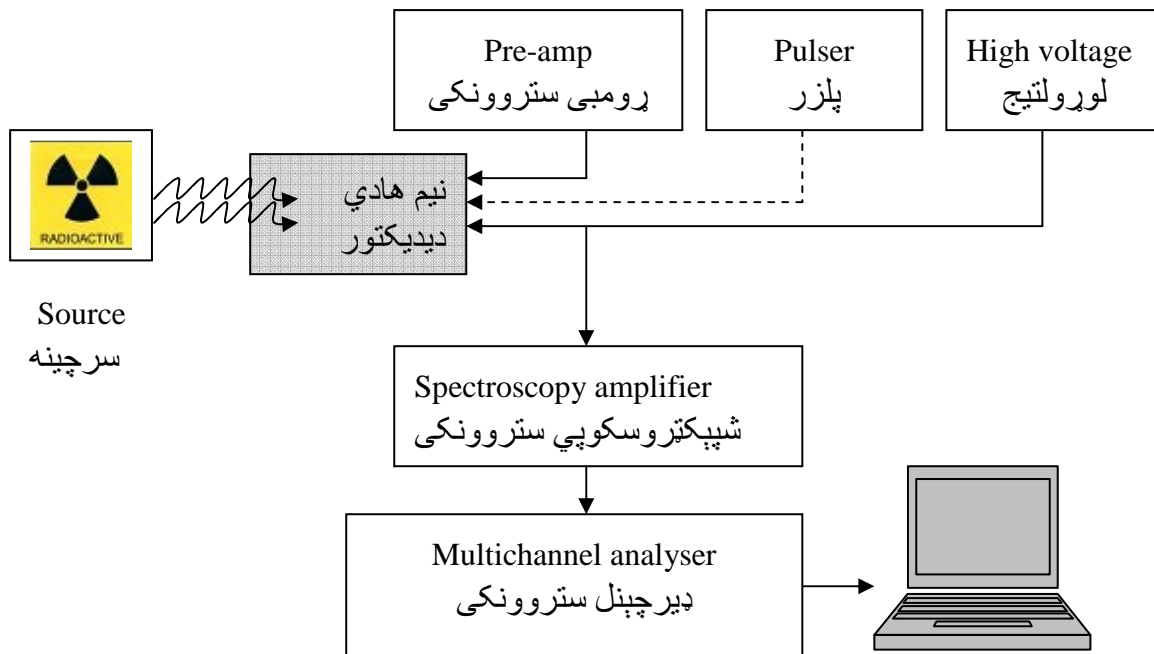 Pre-amp
ړومبی ستروونکی
Pulser
پلزر
High voltage
لوړولتیج
RADIOACTIVE
نیم هادي
دیدیکتور
Source
سرچینه
Spectroscopy amplifier
شپېکټروسکوپي ستروونکی
Multichannel analyser
ډیرچېنل ستروونکی